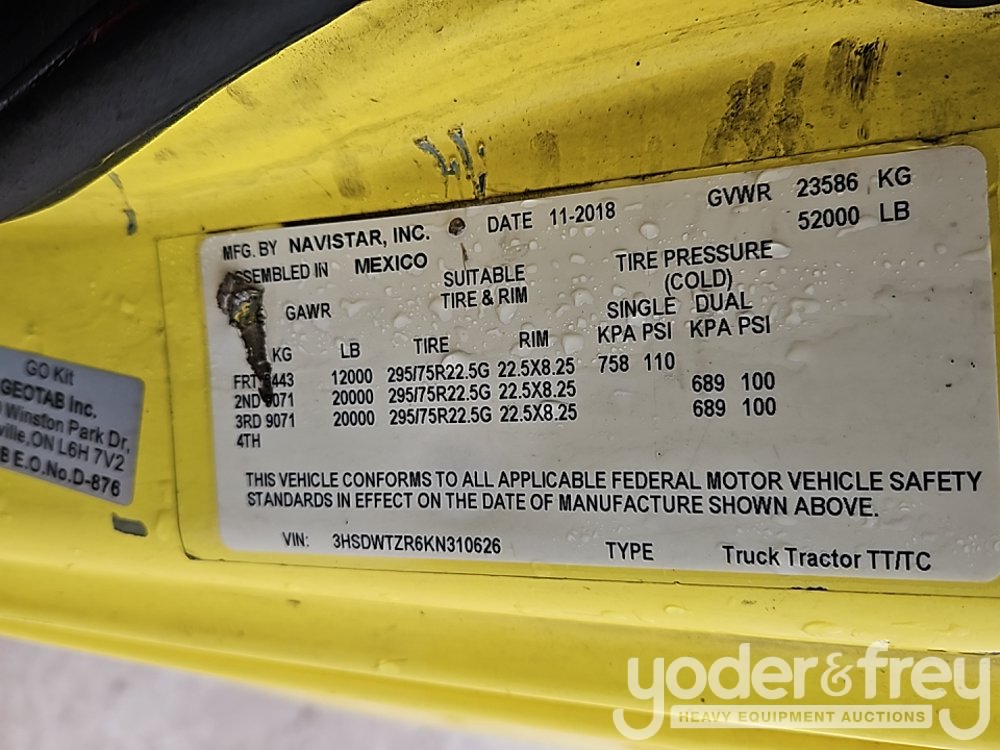 MFG. BY NAVISTAR, INC. DATE 11-2018 GVWR 23586 KG
52000 LB
ASSEMBLED IN MEXICO
SUITABLE TIRE PRESSURE
GAWR TIRE & RIM (COLD)
SINGLE DUAL
KG LB TIRE RIM KPA PSI KPA PSI
FRT 12000 295/75R22.5G 22.5X8.25 758 110
2ND 9071 20000 295/75R22.5G 22.5X8.25 689 100
3RD 9071 20000 295/75R22.5G 22.5X8.25 689 100
4TH
THIS VEHICLE CONFORMS TO ALL APPLICABLE FEDERAL MOTOR VEHICLE SAFETY
STANDARDS IN EFFECT ON THE DATE OF MANUFACTURE SHOWN ABOVE.
VIN: 3HSDWTZR6KN310626 TYPE Truck Tractor TT/TC
GO Kit
GEOTAB Inc.
Winston Park Dr,
ville, ON L6H 7V2
B E.O.No.D-876
yoder&frey
HEAVY EQUIPMENT AUCTIONS